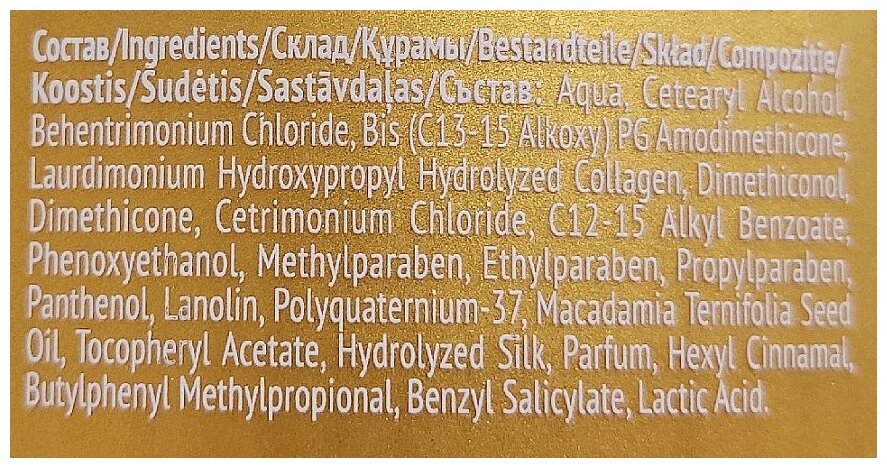 Состав/Ingredients/Склад/Құрамы/Bestandteile/Skład/Compoziție/
Koostis/Sudėtis/Sastāvdaļas/Състав: Aqua, Cetearyl Alcohol,
Behentrimonium Chloride, Bis (C13-15 Alkoxy) PG Amodimethicone,
Laurdimonium Hydroxypropyl Hydrolyzed Collagen, Dimethiconol,
Dimethicone, Cetrimonium Chloride, C12-15 Alkyl Benzoate,
Phenoxyethanol, Methylparaben, Ethylparaben, Propylparaben,
Panthenol, Lanolin, Polyquaternium-37, Macadamia Ternifolia Seed
Oil, Tocopheryl Acetate, Hydrolyzed Silk, Parfum, Hexyl Cinnamal,
Butylphenyl Methylpropional, Benzyl Salicylate, Lactic Acid.